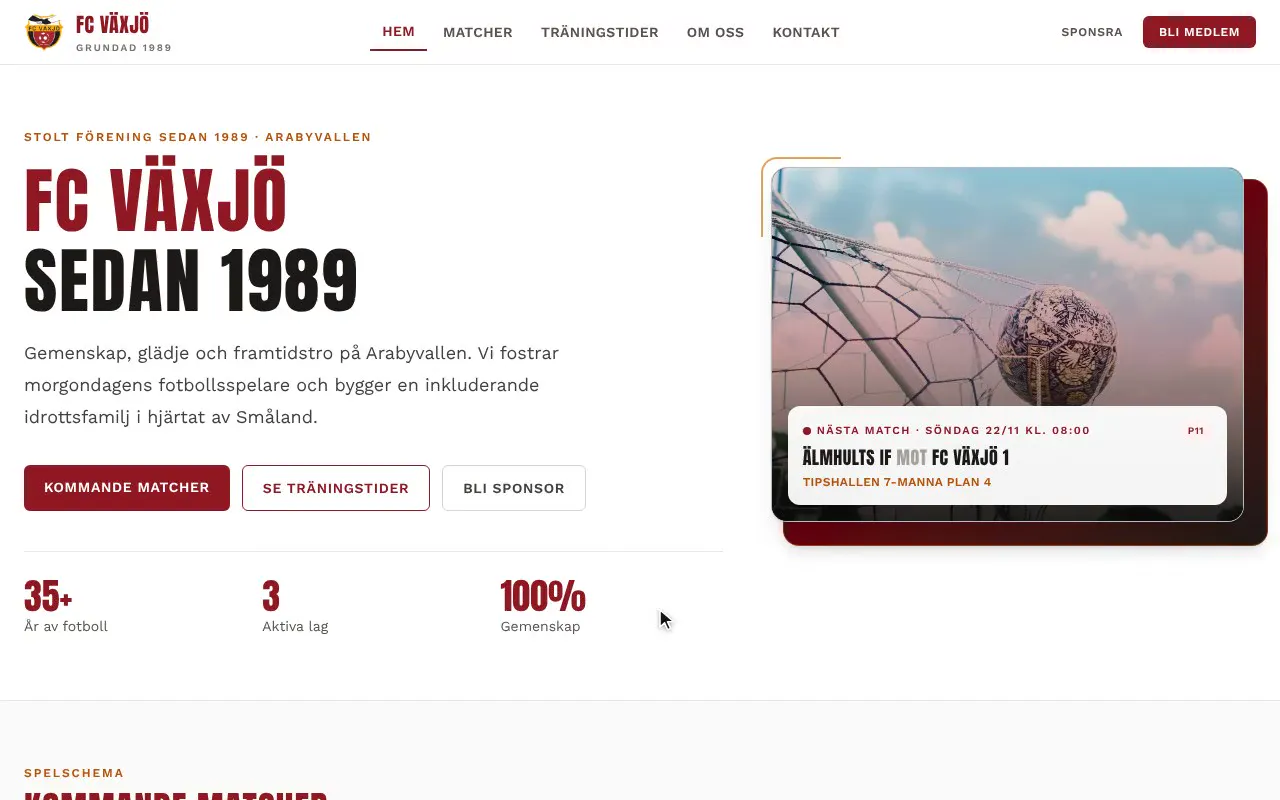 FC VÄXJÖ
FC VÄXJÖ
GRUNDAD 1989
HEM
MATCHER
TRÄNINGSTIDER
OM OSS
KONTAKT
SPONSRA
BLI MEDLEM
STOLT FÖRENING SEDAN 1989 · ARABYVALLEN
FC VÄXJÖ
SEDAN 1989
Gemenskap, glädje och framtidstro på Arabyvallen. Vi fostrar
morgondagens fotbollsspelare och bygger en inkluderande
idrottsfamilj i hjärtat av Småland.
KOMMANDE MATCHER
SE TRÄNINGSTIDER
BLI SPONSOR
35+
År av fotboll
3
Aktiva lag
100%
Gemenskap
NÄSTA MATCH · SÖNDAG 22/11 KL. 08:00
P11
ÄLMHULTS IF MOT FC VÄXJÖ 1
TIPSHALLEN 7-MANNA PLAN 4
SPELSCHEMA
KOMMANDE MATCHER